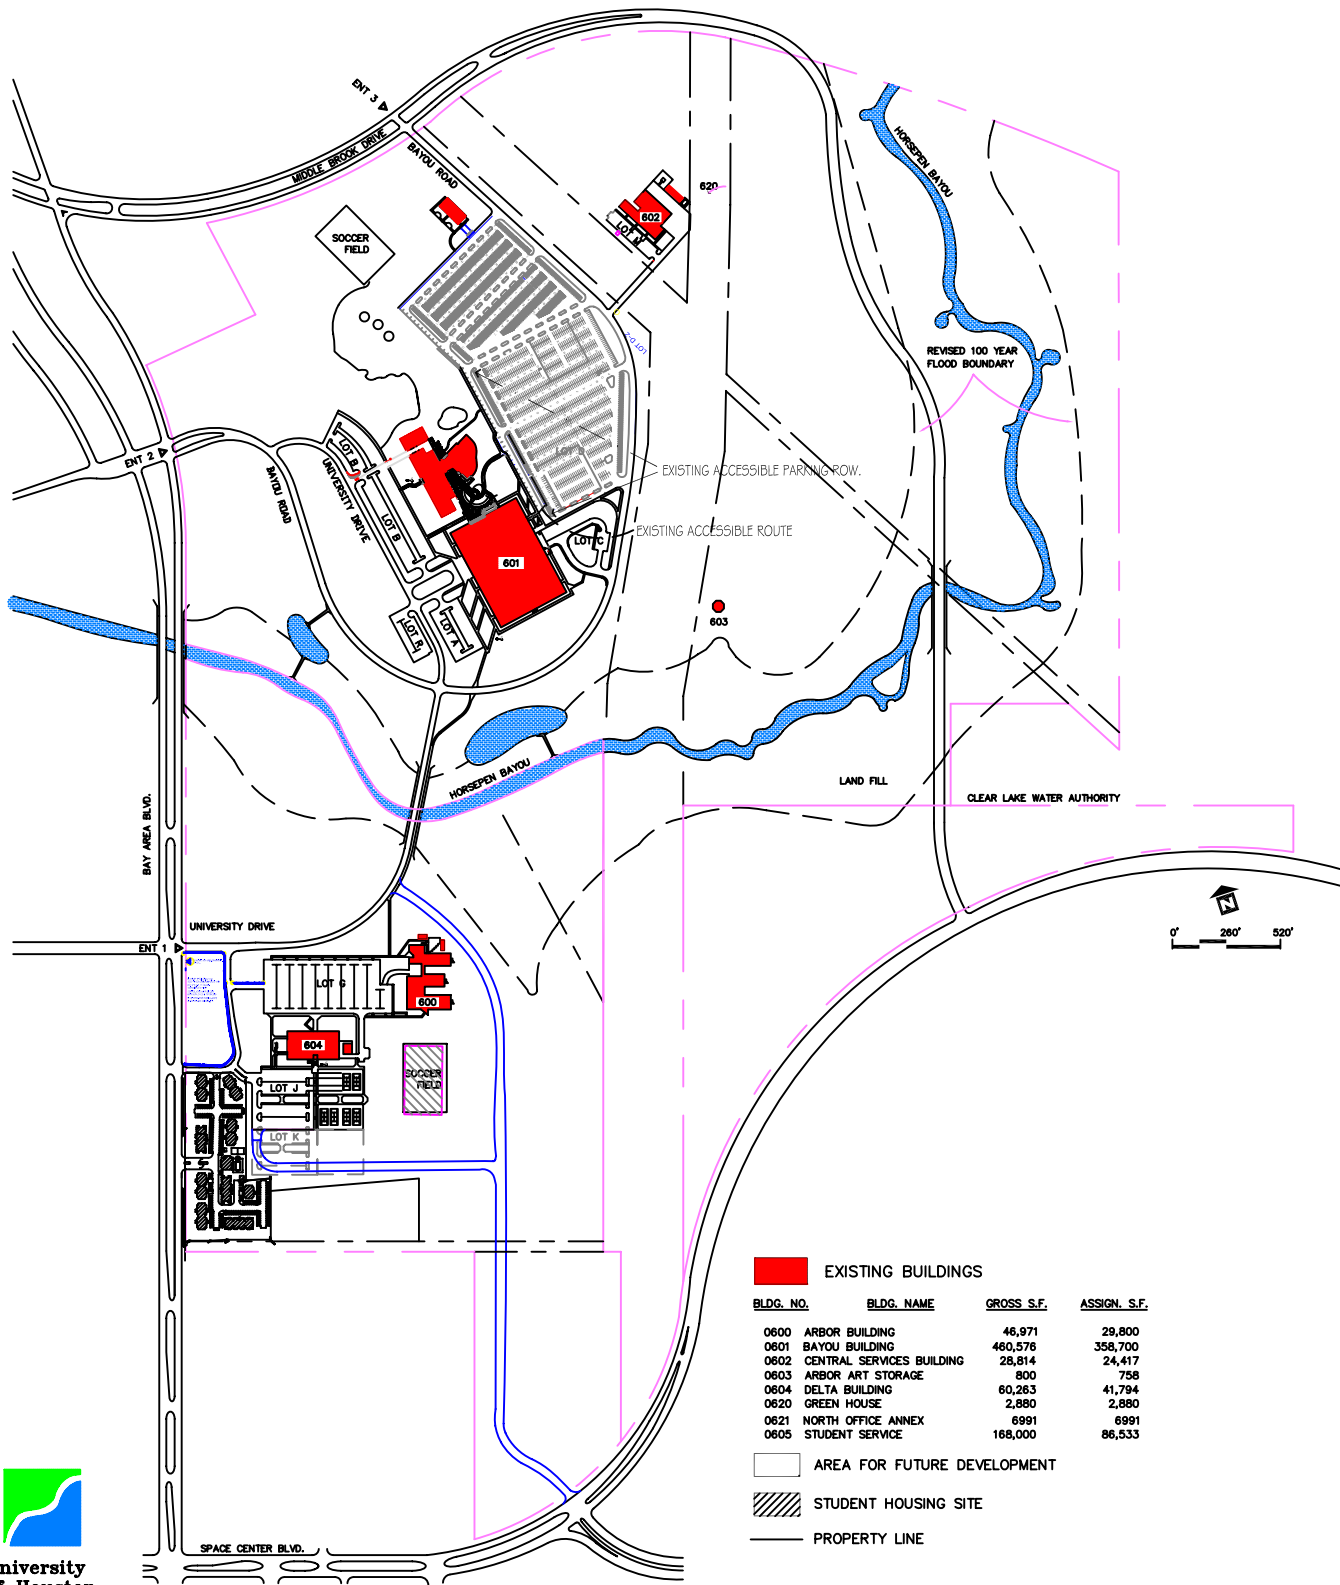 ENT 3
MIDDLE BROOK DRIVE
BAYOU ROAD
HORSEPEN BAYOU
620
602
LOT M
SOCCER
FIELD
LOT D-2
REVISED 100 YEAR
FLOOD BOUNDARY
ENT 2
LOT B
UNIVERSITY DRIVE
BAYOU ROAD
LOT B
LOT D
EXISTING ACCESSIBLE PARKING ROW.
EXISTING ACCESSIBLE ROUTE
LOT C
601
603
LOT R
LOT A
HORSEPEN BAYOU
LAND FILL
CLEAR LAKE WATER AUTHORITY
BAY AREA BLVD.
UNIVERSITY DRIVE
ENT 1
N
0' 260' 520'
LOT G
600
604
SOCCER
FIELD
LOT J
LOT K
EXISTING BUILDINGS
BLDG. NO. BLDG. NAME GROSS S.F. ASSIGN. S.F.
0600 ARBOR BUILDING 46,971 29,800
0601 BAYOU BUILDING 460,576 358,700
0602 CENTRAL SERVICES BUILDING 28,814 24,417
0603 ARBOR ART STORAGE 800 758
0604 DELTA BUILDING 60,263 41,794
0620 GREEN HOUSE 2,880 2,880
0621 NORTH OFFICE ANNEX 6991 6991
0605 STUDENT SERVICE 168,000 86,533
AREA FOR FUTURE DEVELOPMENT
STUDENT HOUSING SITE
PROPERTY LINE
SPACE CENTER BLVD.
niversity
f Houston